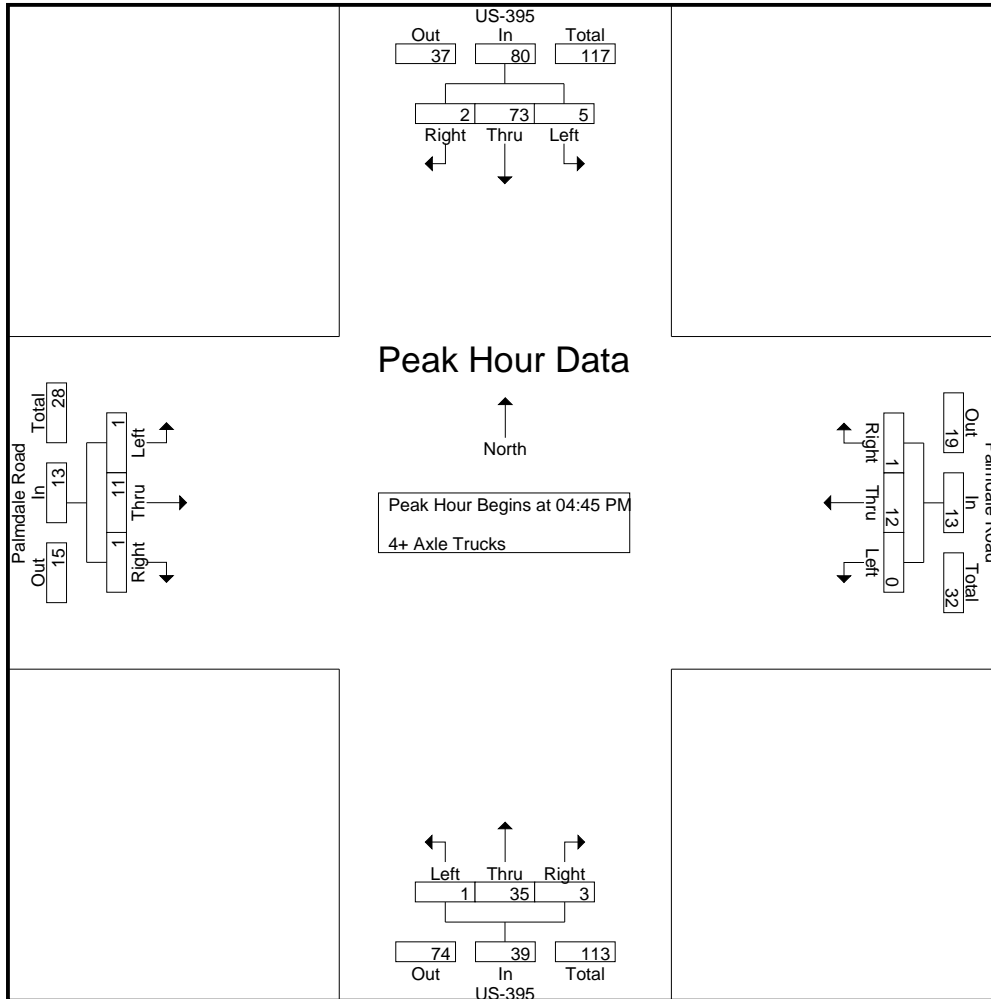 US-395
Out In Total
37 80 117
2 73 5
Right Thru Left
Peak Hour Data
North
Peak Hour Begins at 04:45 PM
4+ Axle Trucks
Palmdale Road
Out In Total
15 13 28
1 11 1
Left Thru Right
Palmdale Road
Out In Total
19 13 32
1 12 0
Right Thru Left
Left Thru Right
1 35 3
74 39 113
Out In Total
US-395